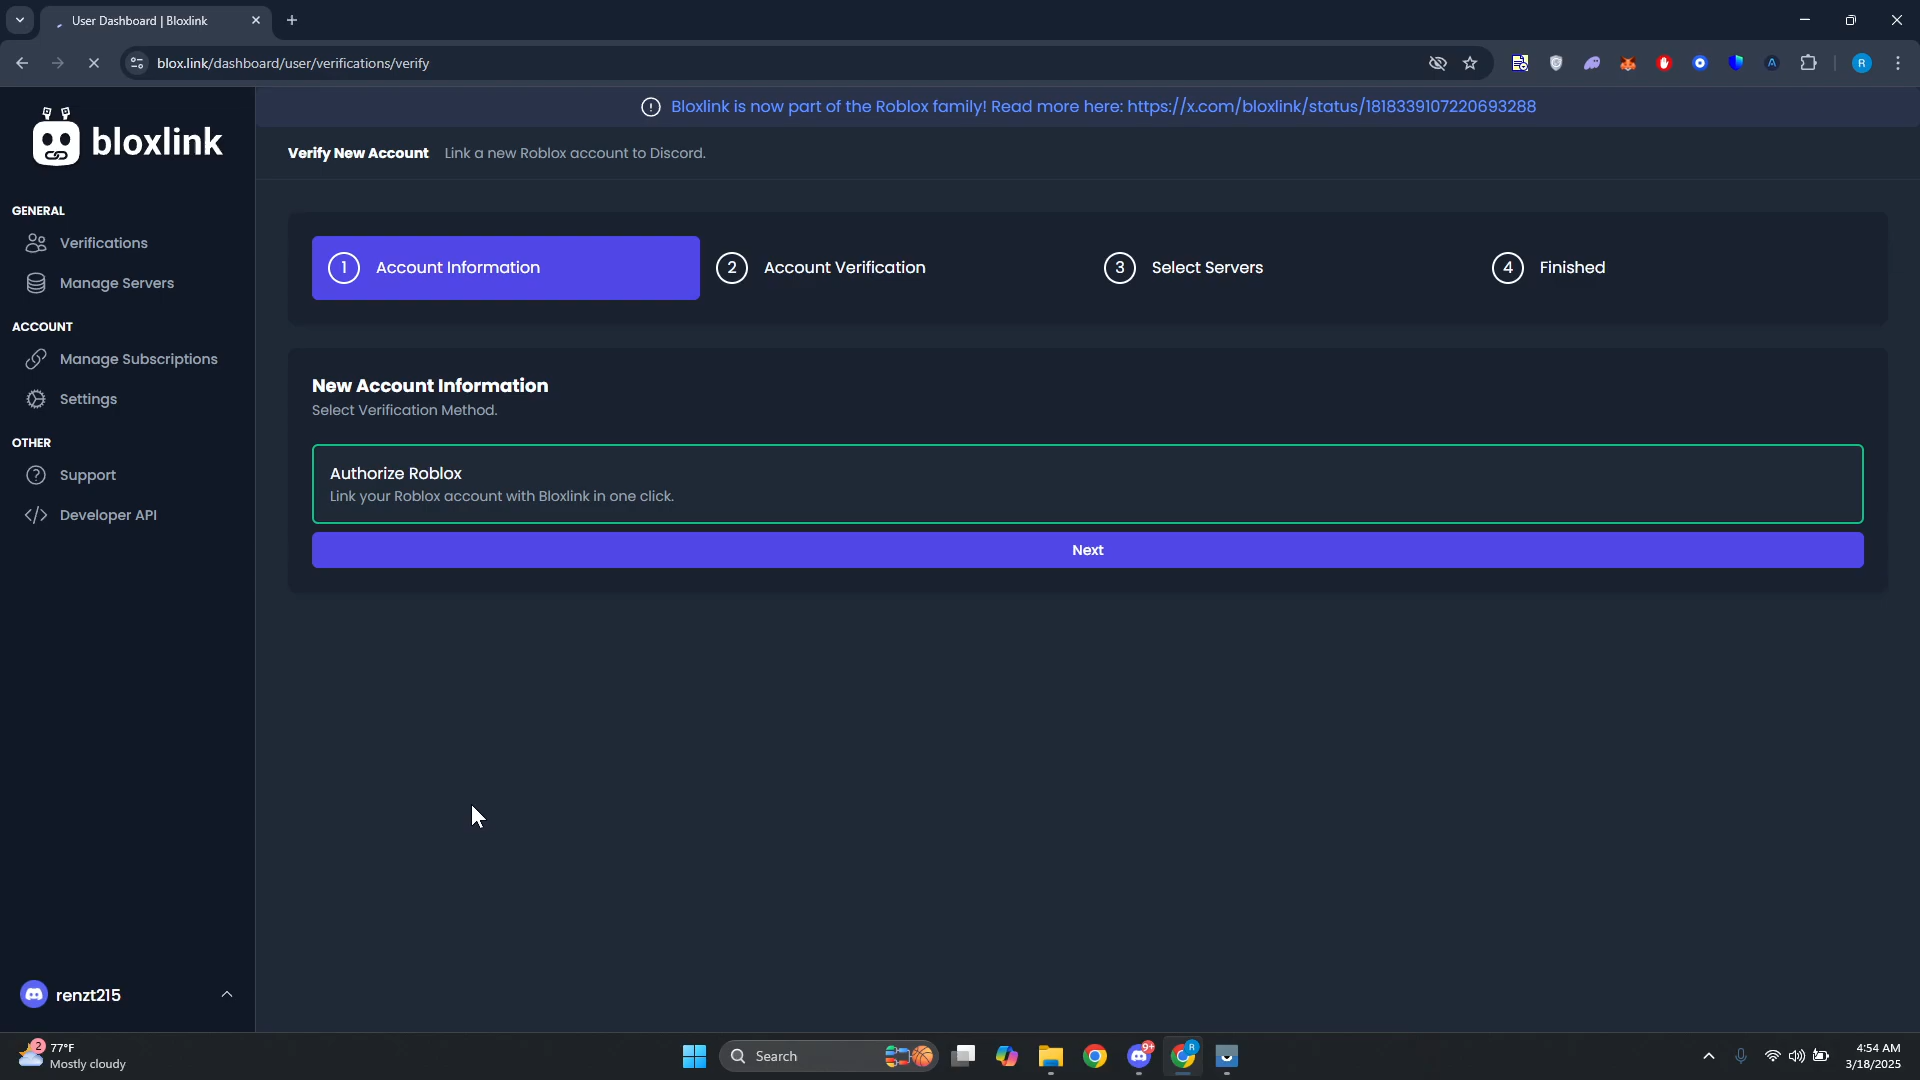 User Dashboard | Bloxlink
blox.link/dashboard/user/verifications/verify
A
R
bloxlink
Bloxlink is now part of the Roblox family! Read more here: https://x.com/bloxlink/status/1818339107220693288
Verify New Account Link a new Roblox account to Discord.
GENERAL
Verifications
Manage Servers
ACCOUNT
Manage Subscriptions
Settings
OTHER
Support
Developer API
1 Account Information
2 Account Verification
3 Select Servers
4 Finished
New Account Information
Select Verification Method.
Authorize Roblox
Link your Roblox account with Bloxlink in one click.
Next
renzt215
2
77°F
Mostly cloudy
Search
9+
R
4:54 AM
3/18/2025